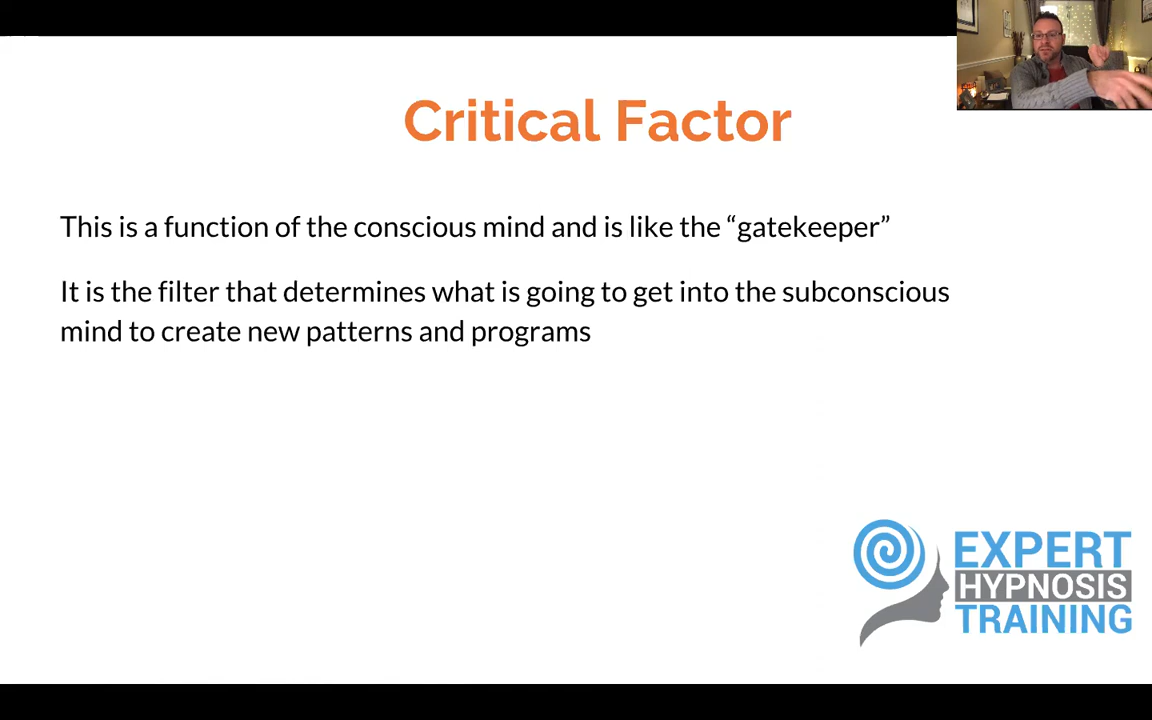 Critical Factor
This is a function of the conscious mind and is like the “gatekeeper”
It is the filter that determines what is going to get into the subconscious
mind to create new patterns and programs
EXPERT
HYPNOSIS
TRAINING